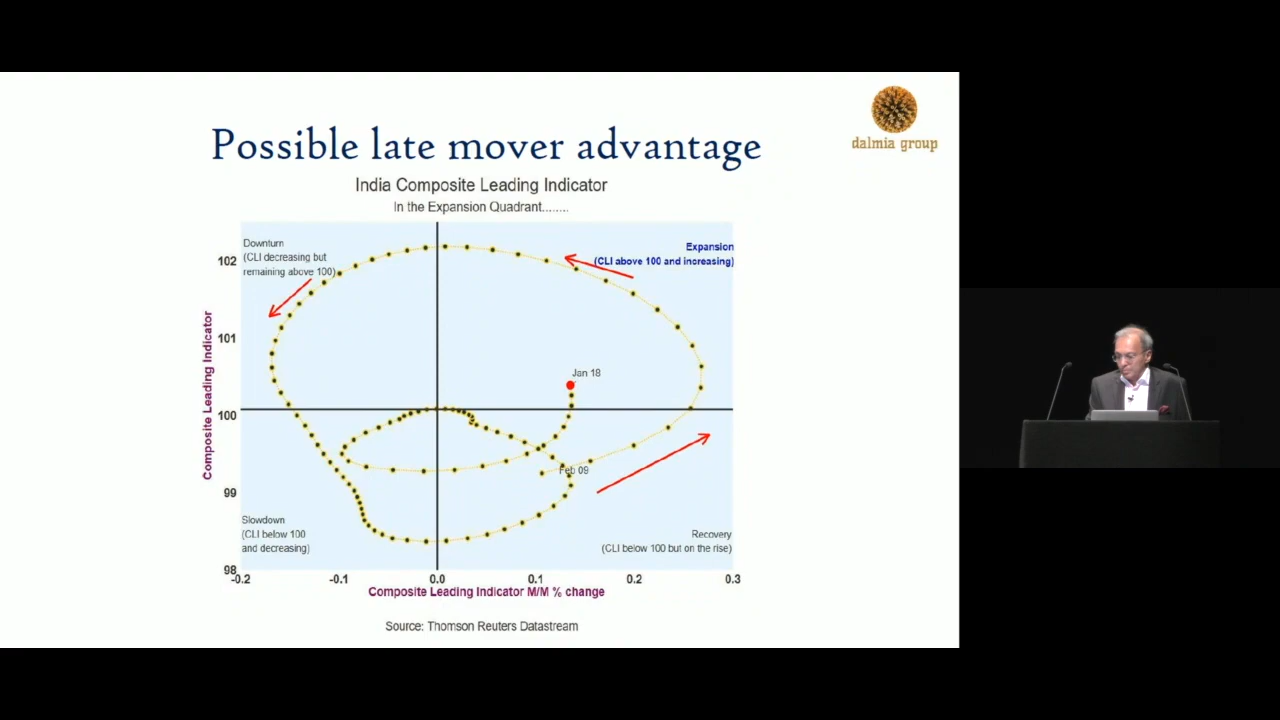 Possible late mover advantage
dalmia group
India Composite Leading Indicator
In the Expansion Quadrant........
Downturn
(CLI decreasing but
remaining above 100)
Expansion
(CLI above 100 and increasing)
Composite Leading Indicator
102
101
100
99
98
Jan 18
Feb 09
Slowdown
(CLI below 100
and decreasing)
Recovery
(CLI below 100 but on the rise)
-0.2
-0.1
0.0
0.1
0.2
0.3
Composite Leading Indicator M/M % change
Source: Thomson Reuters Datastream